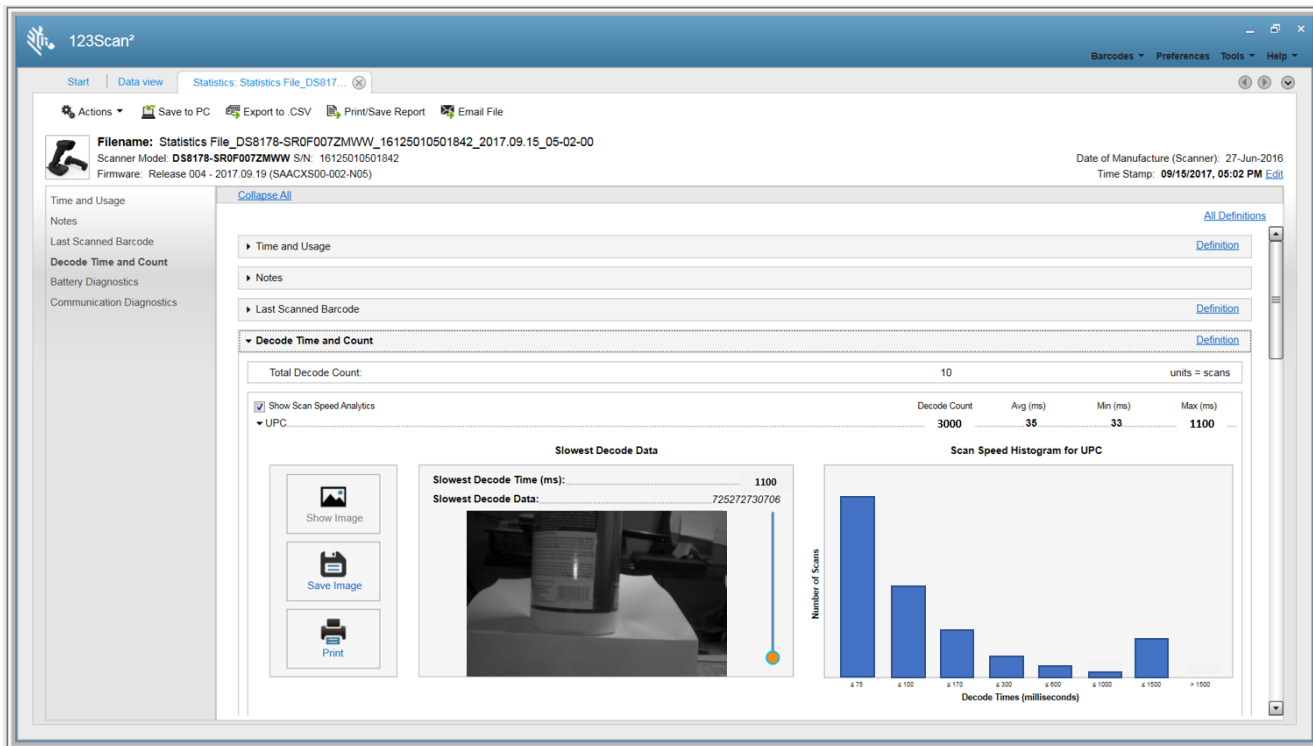 123Scan²
Barcodes Preferences Tools Help
Start Data view Statistics: Statistics File_DS817...
Actions Save to PC Export to .CSV Print/Save Report Email File
Filename: Statistics File_DS8178-SR0F007ZMWW_16125010501842_2017.09.15_05-02-00
Scanner Model: DS8178-SR0F007ZMWW S/N: 16125010501842
Date of Manufacture (Scanner): 27-Jun-2016
Firmware: Release 004 - 2017.09.19 (SAACXS00-002-N05)
Time Stamp: 09/15/2017, 05:02 PM Edit
Time and Usage
Notes
Last Scanned Barcode
Decode Time and Count
Battery Diagnostics
Communication Diagnostics
Collapse All
All Definitions
Time and Usage Definition
Notes
Last Scanned Barcode Definition
Decode Time and Count Definition
Total Decode Count: 10 units = scans
Show Scan Speed Analytics Decode Count Avg (ms) Min (ms) Max (ms)
UPC 3000 35 33 1100
Show Image
Save Image
Print
Slowest Decode Data
Slowest Decode Time (ms): 1100
Slowest Decode Data: 725272730706
Scan Speed Histogram for UPC
Number of Scans
≤ 75 ≤ 100 ≤ 170 ≤ 300 ≤ 600 ≤ 1000 ≤ 1500 > 1500
Decode Times (milliseconds)